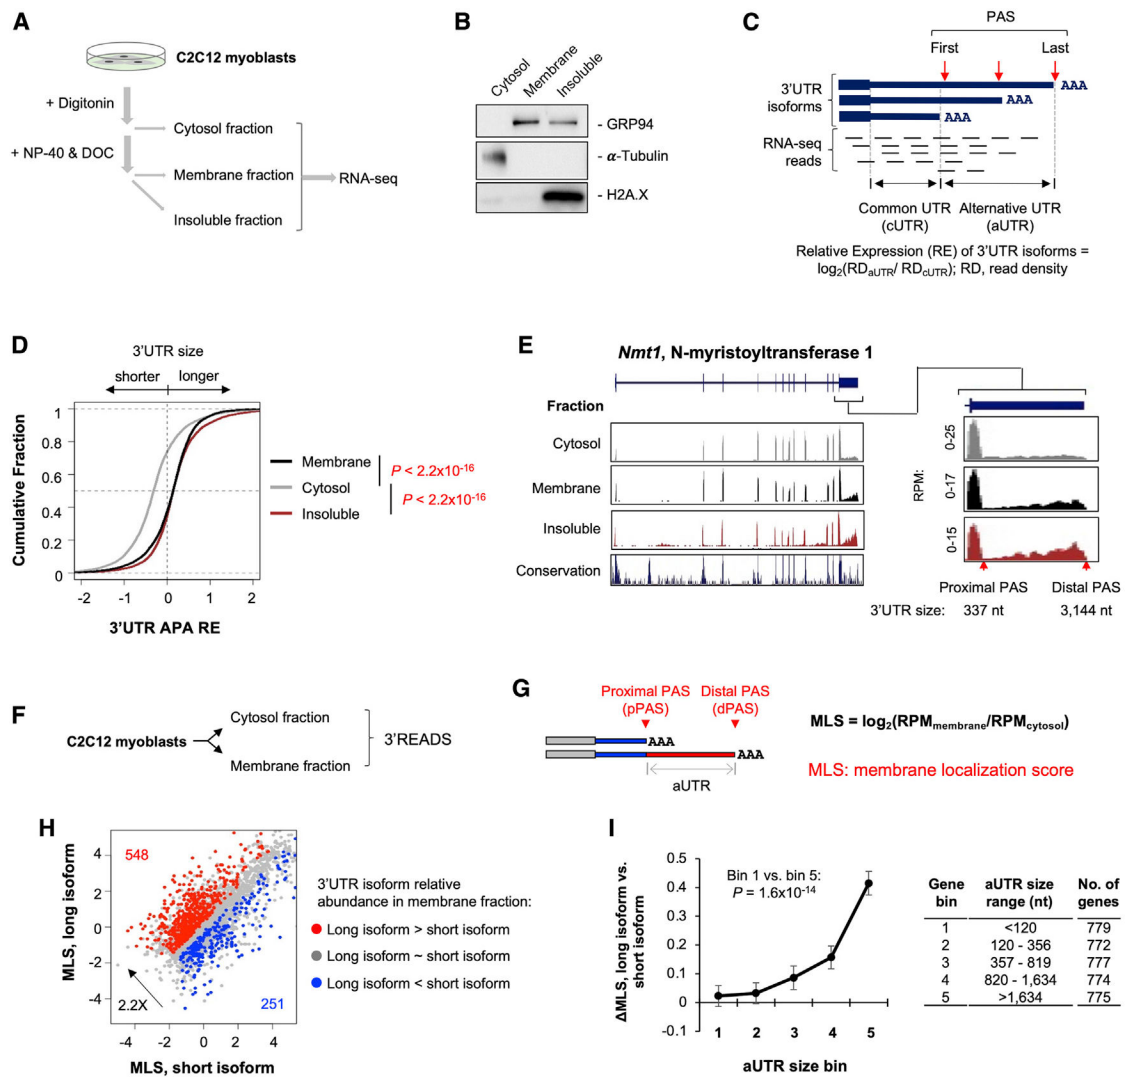 A
C2C12 myoblasts
+ Digitonin
Cytosol fraction
+ NP-40 & DOC
Membrane fraction
RNA-seq
Insoluble fraction
B
Cytosol
Membrane
Insoluble
- GRP94
- α-Tubulin
- H2A.X
C
PAS
First
Last
3'UTR
isoforms
AAA
AAA
AAA
RNA-seq
reads
Common UTR
(cUTR)
Alternative UTR
(aUTR)
Relative Expression (RE) of 3'UTR isoforms =
log2(RDaUTR/ RDcUTR); RD, read density
D
3'UTR size
shorter
longer
Cumulative Fraction
1
0.8
0.6
0.4
0.2
0
-2
-1
0
1
2
3'UTR APA RE
Membrane
Cytosol
Insoluble
P < 2.2x10-16
P < 2.2x10-16
E
Nmt1, N-myristoyltransferase 1
Fraction
Cytosol
Membrane
Insoluble
Conservation
RPM:
0-25
0-17
0-15
Proximal PAS
Distal PAS
3'UTR size:
337 nt
3,144 nt
F
C2C12 myoblasts
Cytosol fraction
Membrane fraction
3'READS
G
Proximal PAS
(pPAS)
Distal PAS
(dPAS)
AAA
AAA
aUTR
MLS = log2(RPMmembrane/RPMcytosol)
MLS: membrane localization score
H
MLS, long isoform
4
2
0
-2
-4
548
251
2.2X
-4
-2
0
2
4
MLS, short isoform
3'UTR isoform relative
abundance in membrane fraction:
Long isoform > short isoform
Long isoform ~ short isoform
Long isoform < short isoform
I
ΔMLS, long isoform vs.
short isoform
0.5
0.4
0.3
0.2
0.1
0
-0.1
Bin 1 vs. bin 5:
P = 1.6x10-14
1
2
3
4
5
aUTR size bin
Gene bin	aUTR size range (nt)	No. of genes
1	<120	779
2	120 - 356	772
3	357 - 819	777
4	820 - 1,634	774
5	>1,634	775